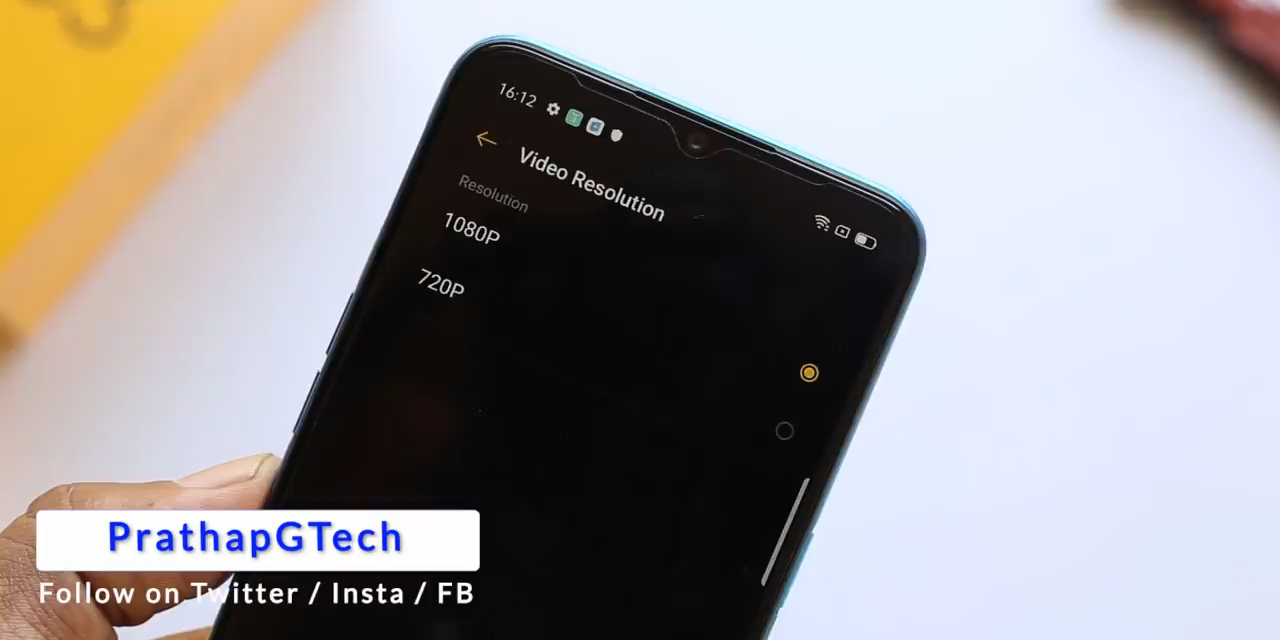 16:12
Video Resolution
Resolution
1080P
720P
PrathapGTech
Follow on Twitter / Insta / FB